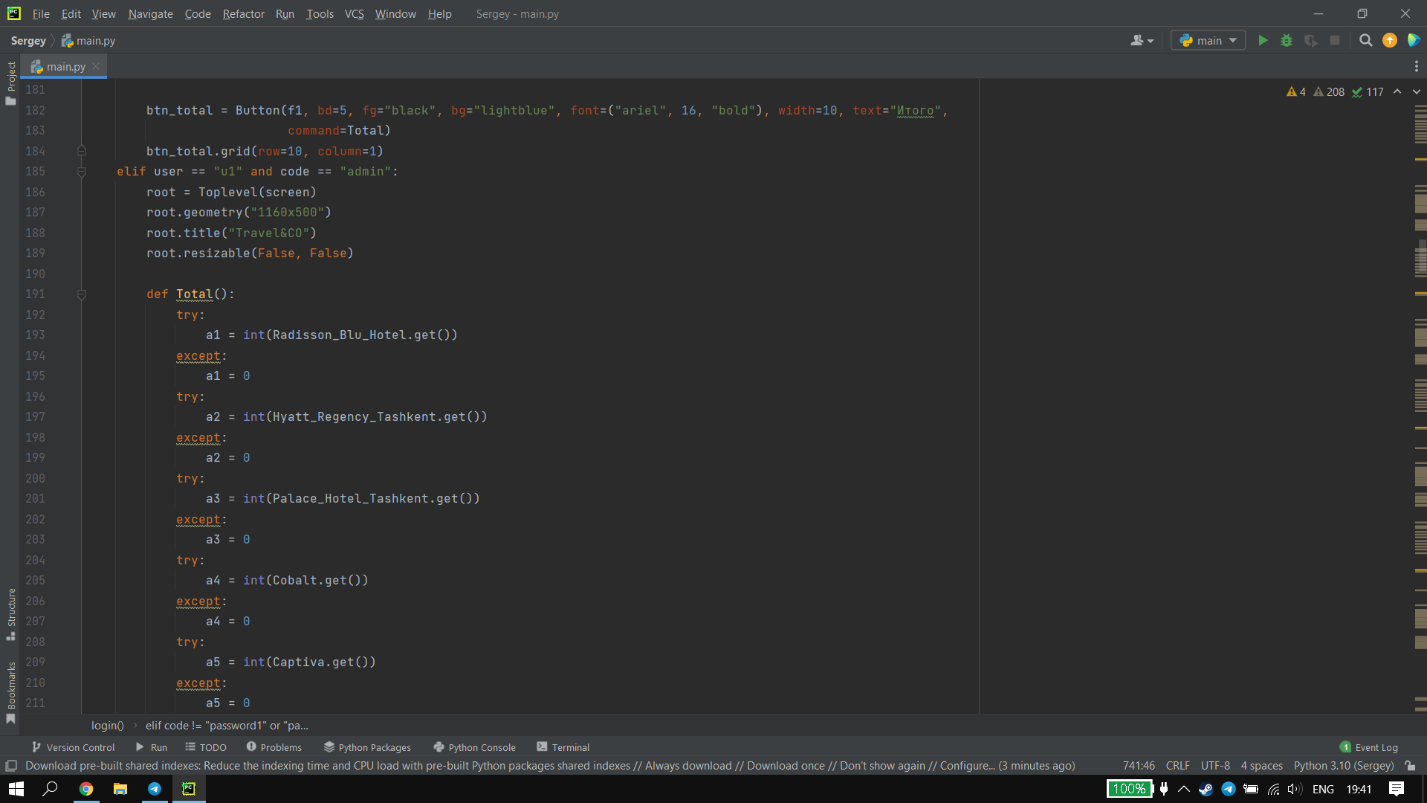 File Edit View Navigate Code Refactor Run Tools VCS Window Help Sergey - main.py
Sergey main.py main
main.py
4 208 117
Project
Structure
Bookmarks
181
182 btn_total = Button(f1, bd=5, fg="black", bg="lightblue", font=("ariel", 16, "bold"), width=10, text="Итого",
183 command=Total)
184 btn_total.grid(row=10, column=1)
185 elif user == "u1" and code == "admin":
186 root = Toplevel(screen)
187 root.geometry("1160x500")
188 root.title("Travel&CO")
189 root.resizable(False, False)
190
191 def Total():
192 try:
193 a1 = int(Radisson_Blu_Hotel.get())
194 except:
195 a1 = 0
196 try:
197 a2 = int(Hyatt_Regency_Tashkent.get())
198 except:
199 a2 = 0
200 try:
201 a3 = int(Palace_Hotel_Tashkent.get())
202 except:
203 a3 = 0
204 try:
205 a4 = int(Cobalt.get())
206 except:
207 a4 = 0
208 try:
209 a5 = int(Captiva.get())
210 except:
211 a5 = 0
login() elif code != "password1" or "pa...
Version Control Run TODO Problems Python Packages Python Console Terminal 1 Event Log
Download pre-built shared indexes: Reduce the indexing time and CPU load with pre-built Python packages shared indexes // Always download // Download once // Don't show again // Configure... (3 minutes ago) 741:46 CRLF UTF-8 4 spaces Python 3.10 (Sergey)
PC 100% ENG 19:41